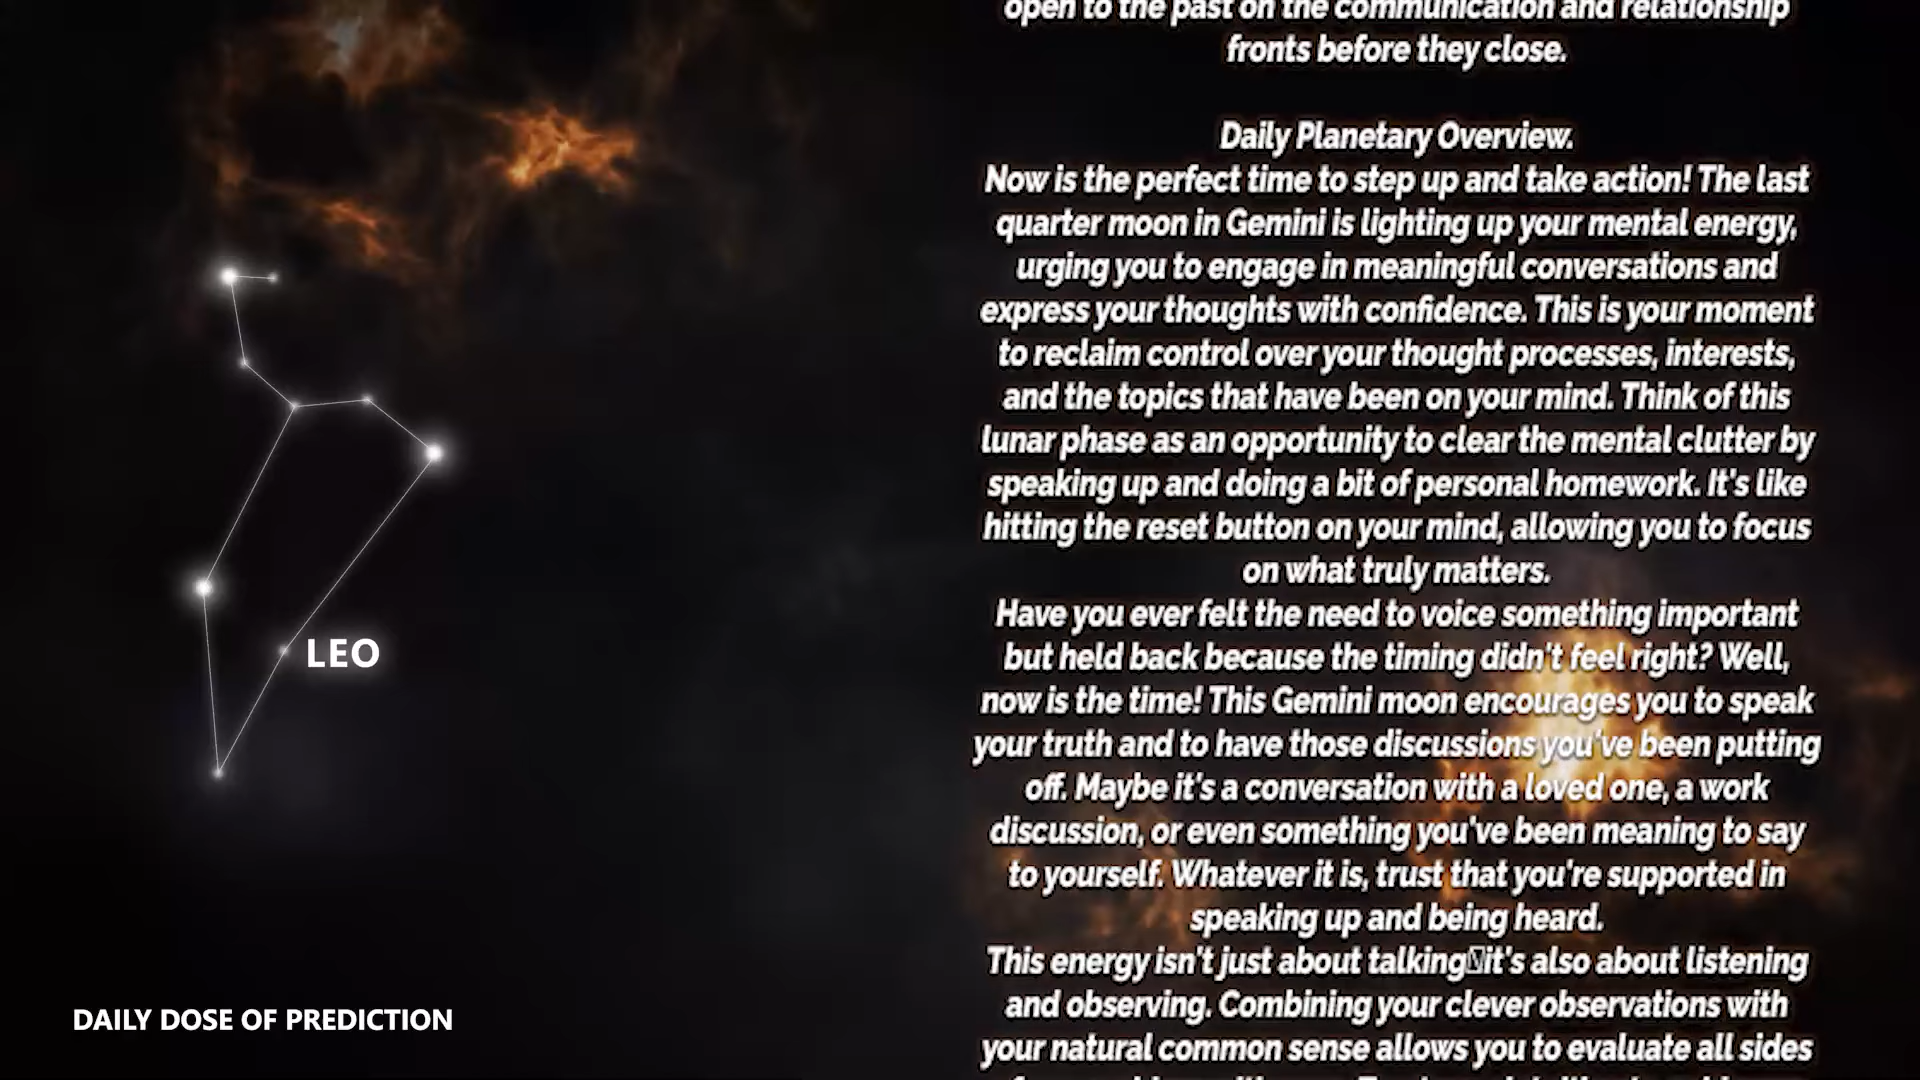 open to the past on the communication and relationship
fronts before they close.
Daily Planetary Overview.
Now is the perfect time to step up and take action! The last
quarter moon in Gemini is lighting up your mental energy,
urging you to engage in meaningful conversations and
express your thoughts with confidence. This is your moment
to reclaim control over your thought processes, interests,
and the topics that have been on your mind. Think of this
lunar phase as an opportunity to clear the mental clutter by
speaking up and doing a bit of personal homework. It's like
hitting the reset button on your mind, allowing you to focus
on what truly matters.
Have you ever felt the need to voice something important
but held back because the timing didn't feel right? Well,
now is the time! This Gemini moon encourages you to speak
your truth and to have those discussions you've been putting
off. Maybe it's a conversation with a loved one, a work
discussion, or even something you've been meaning to say
to yourself. Whatever it is, trust that you're supported in
speaking up and being heard.
This energy isn't just about talking it's also about listening
and observing. Combining your clever observations with
your natural common sense allows you to evaluate all sides
LEO
DAILY DOSE OF PREDICTION